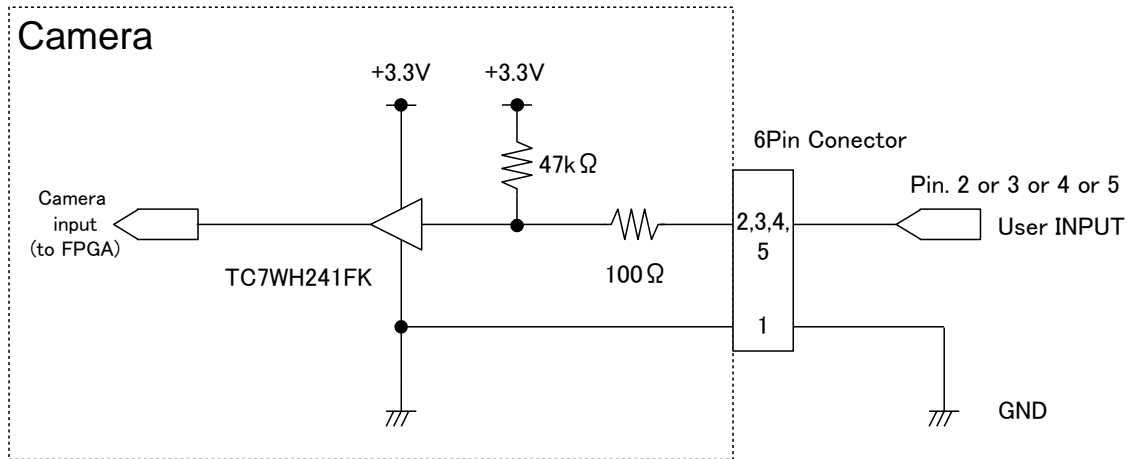 Camera
+3.3V
+3.3V
6Pin Conector
47kΩ
Pin. 2 or 3 or 4 or 5
Camera
input
(to FPGA)
2,3,4,
5
User INPUT
TC7WH241FK
100Ω
1
GND